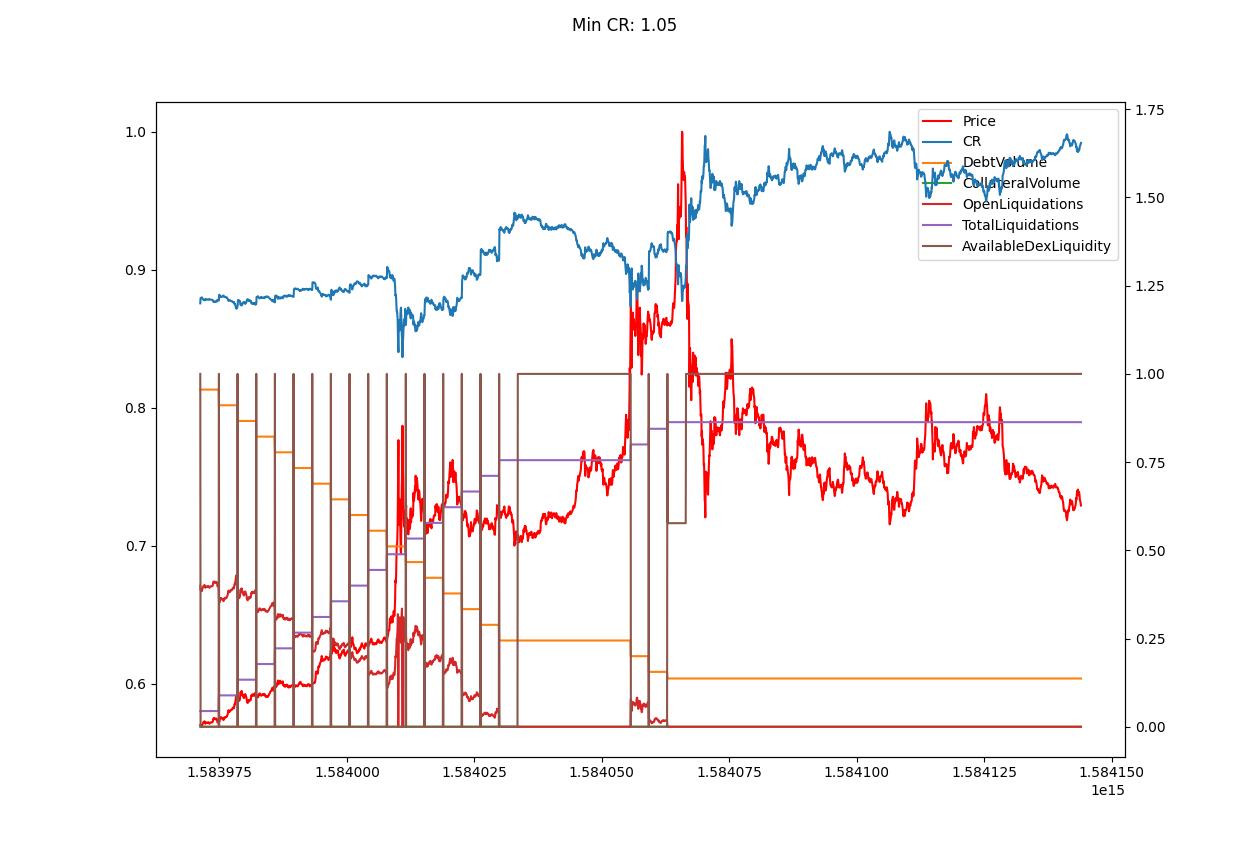 Min CR: 1.05
1.0
0.9
0.8
0.7
0.6
1.75
1.50
1.25
1.00
0.75
0.50
0.25
0.00
Price
CR
DebtVolume
CollateralVolume
OpenLiquidations
TotalLiquidations
AvailableDexLiquidity
1.583975 1.584000 1.584025 1.584050 1.584075 1.584100 1.584125 1.584150
1e15